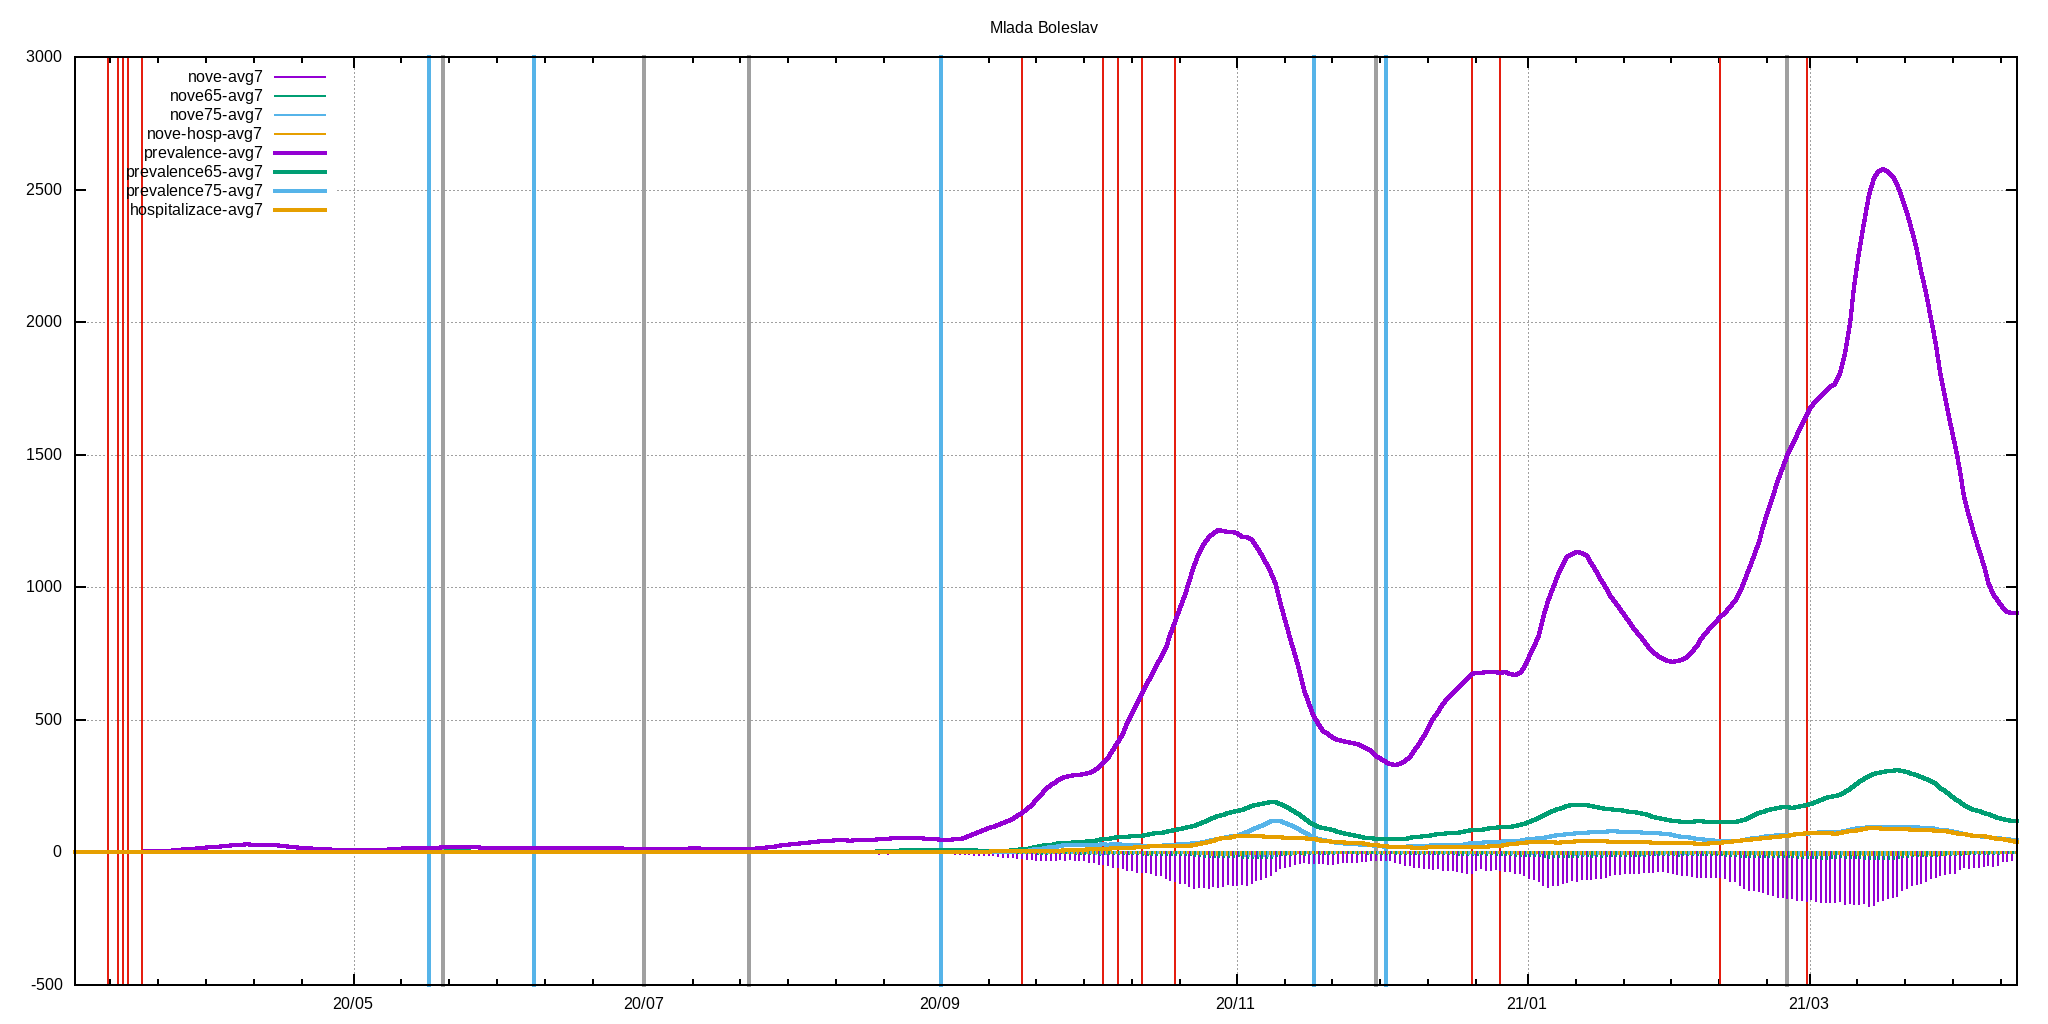 Mlada Boleslav
3000
2500
2000
1500
1000
500
0
-500
nove-avg7
nove65-avg7
nove75-avg7
nove-hosp-avg7
prevalence-avg7
prevalence65-avg7
prevalence75-avg7
hospitalizace-avg7
20/05
20/07
20/09
20/11
21/01
21/03